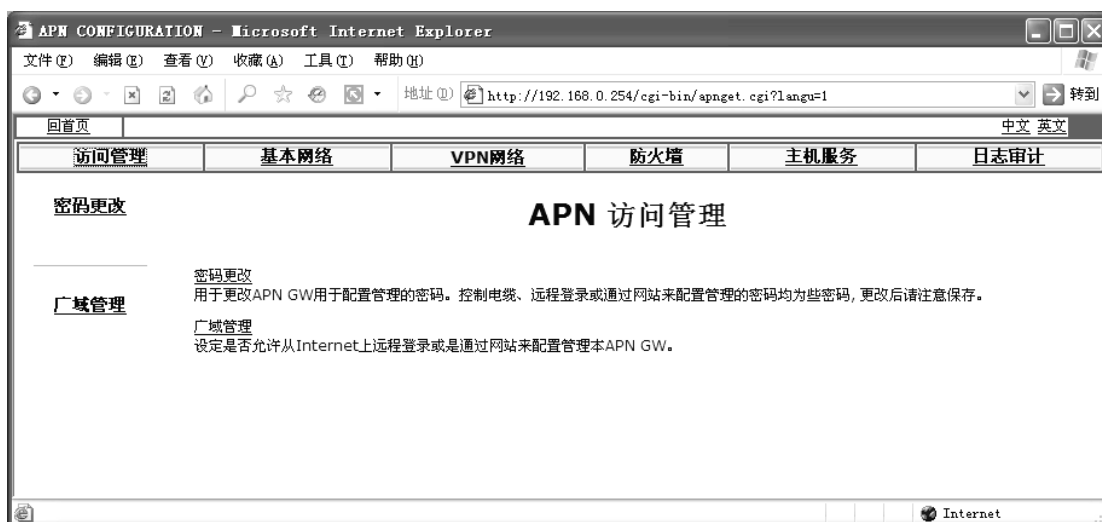 APN CONFIGURATION - Microsoft Internet Explorer
文件(F) 编辑(E) 查看(V) 收藏(A) 工具(T) 帮助(H)
地址(D) http://192.168.0.254/cgi-bin/apnget.cgi?langu=1 转到
回首页 中文 英文
访问管理 基本网络 VPN网络 防火墙 主机服务 日志审计
密码更改
APN 访问管理
密码更改
用于更改APN GW用于配置管理的密码。控制电缆、远程登录或通过网站来配置管理的密码均为些密码,更改后请注意保存。
广域管理
广域管理
设定是否允许从Internet上远程登录或是通过网站来配置管理本APN GW。
Internet